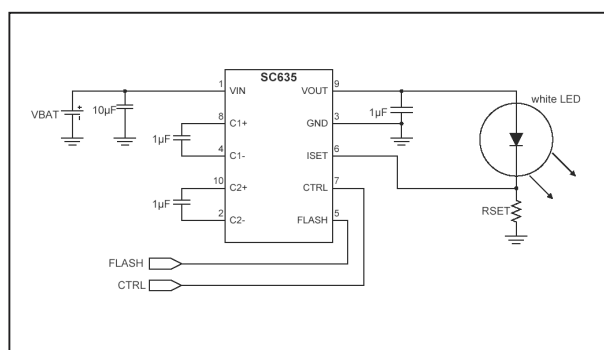 SC635
1 VIN VOUT 9
VBAT
10µF
1µF
white LED
8 C1+ GND 3
1µF
4 C1- ISET 6
10 C2+ CTRL 7
1µF
RSET
2 C2- FLASH 5
FLASH
CTRL